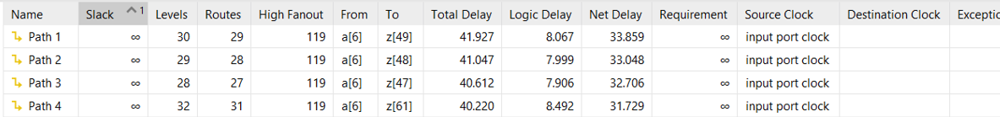 Name Slack 1 Levels Routes High Fanout From To Total Delay Logic Delay Net Delay Requirement Source Clock Destination Clock Exceptio
Path 1 ∞ 30 29 119 a[6] z[49] 41.927 8.067 33.859 ∞ input port clock
Path 2 ∞ 29 28 119 a[6] z[48] 41.047 7.999 33.048 ∞ input port clock
Path 3 ∞ 28 27 119 a[6] z[47] 40.612 7.906 32.706 ∞ input port clock
Path 4 ∞ 32 31 119 a[6] z[61] 40.220 8.492 31.729 ∞ input port clock